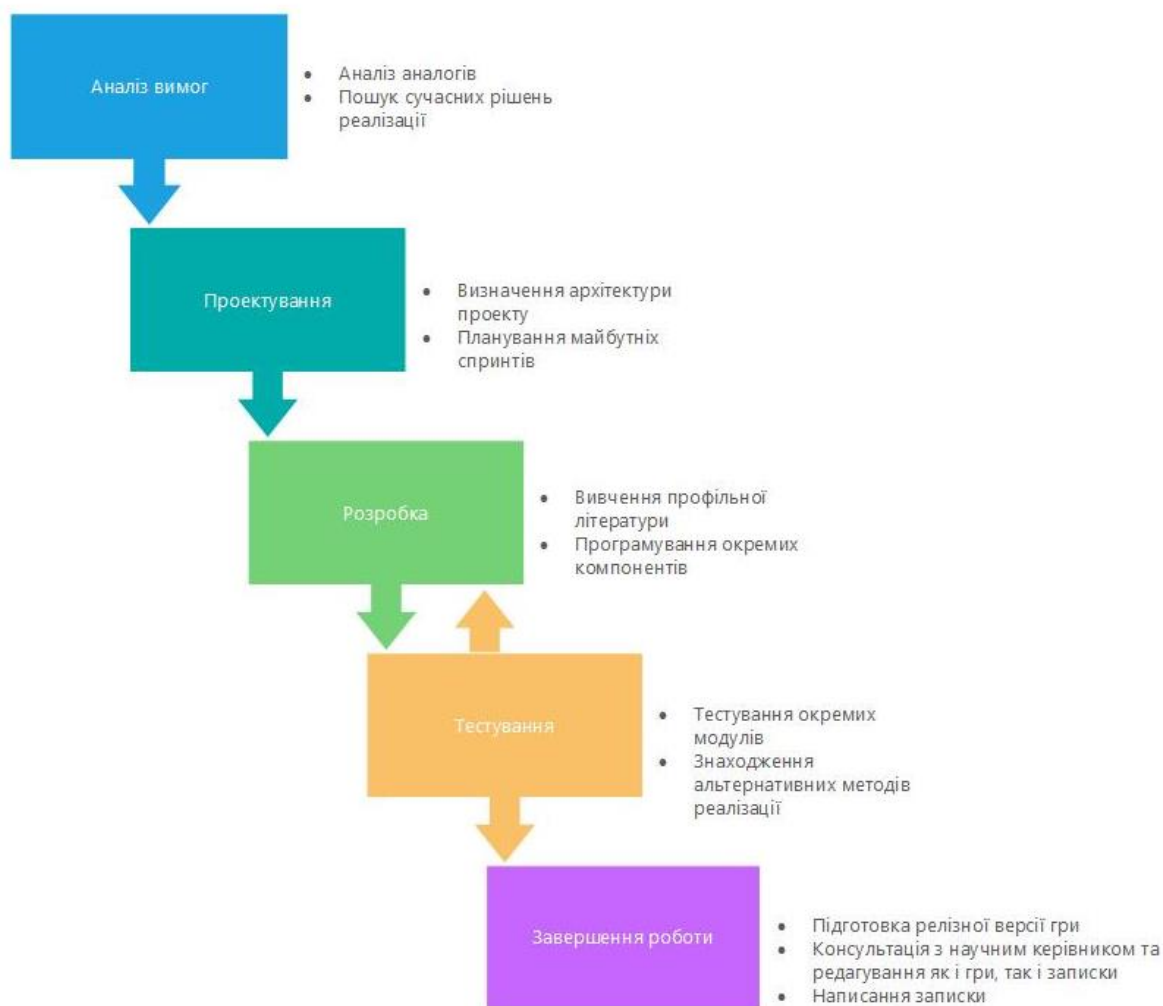 Аналіз вимог
• Аналіз аналогів
• Пошук сучасних рішень
реалізації
Проектування
• Визначення архітектури
проекту
• Планування майбутніх
спринтів
Розробка
• Вивчення профільної
літератури
• Програмування окремих
компонентів
Тестування
• Тестування окремих
модулів
• Знаходження
альтернативних методів
реалізації
Завершення роботи
• Підготовка релізної версії гри
• Консультація з научним керівником та
редагування як і гри, так і записки
• Написання записки